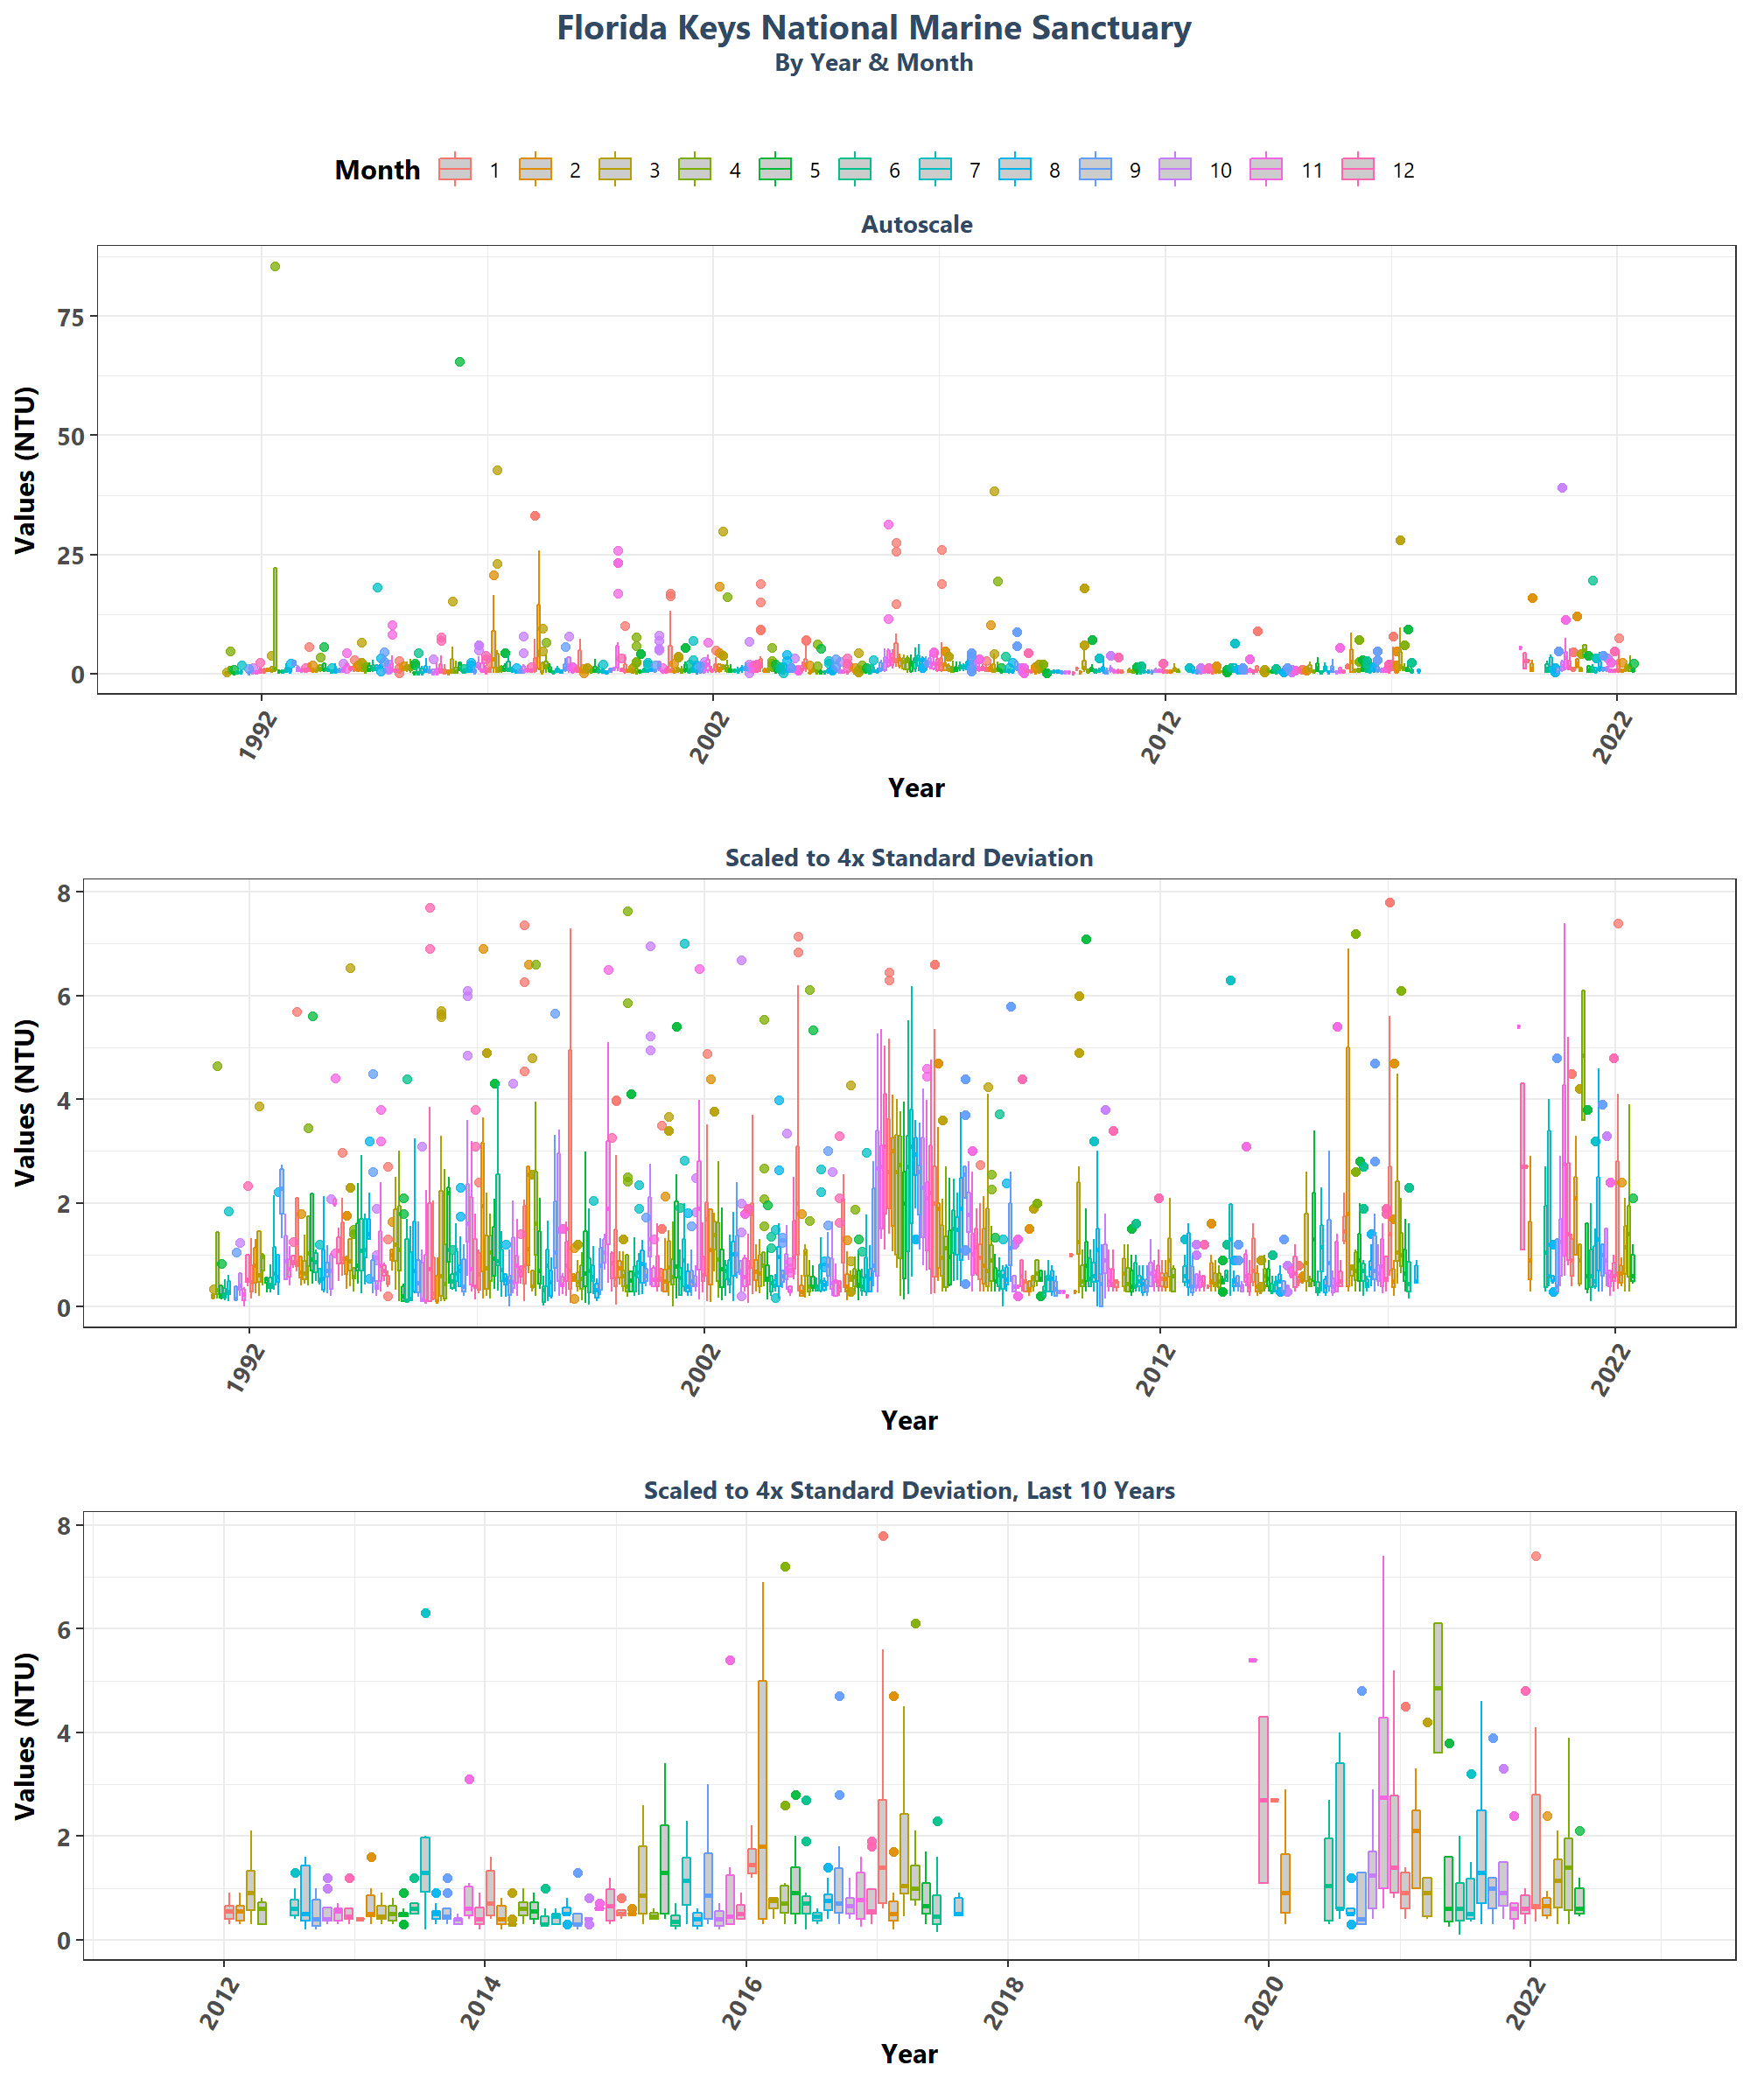 Florida Keys National Marine Sanctuary
By Year & Month
Month 1 2 3 4 5 6 7 8 9 10 11 12
Autoscale
Values (NTU)
75
50
25
0
1992 2002 2012 2022
Year
Scaled to 4x Standard Deviation
Values (NTU)
8
6
4
2
0
1992 2002 2012 2022
Year
Scaled to 4x Standard Deviation, Last 10 Years
Values (NTU)
8
6
4
2
0
2012 2014 2016 2018 2020 2022
Year